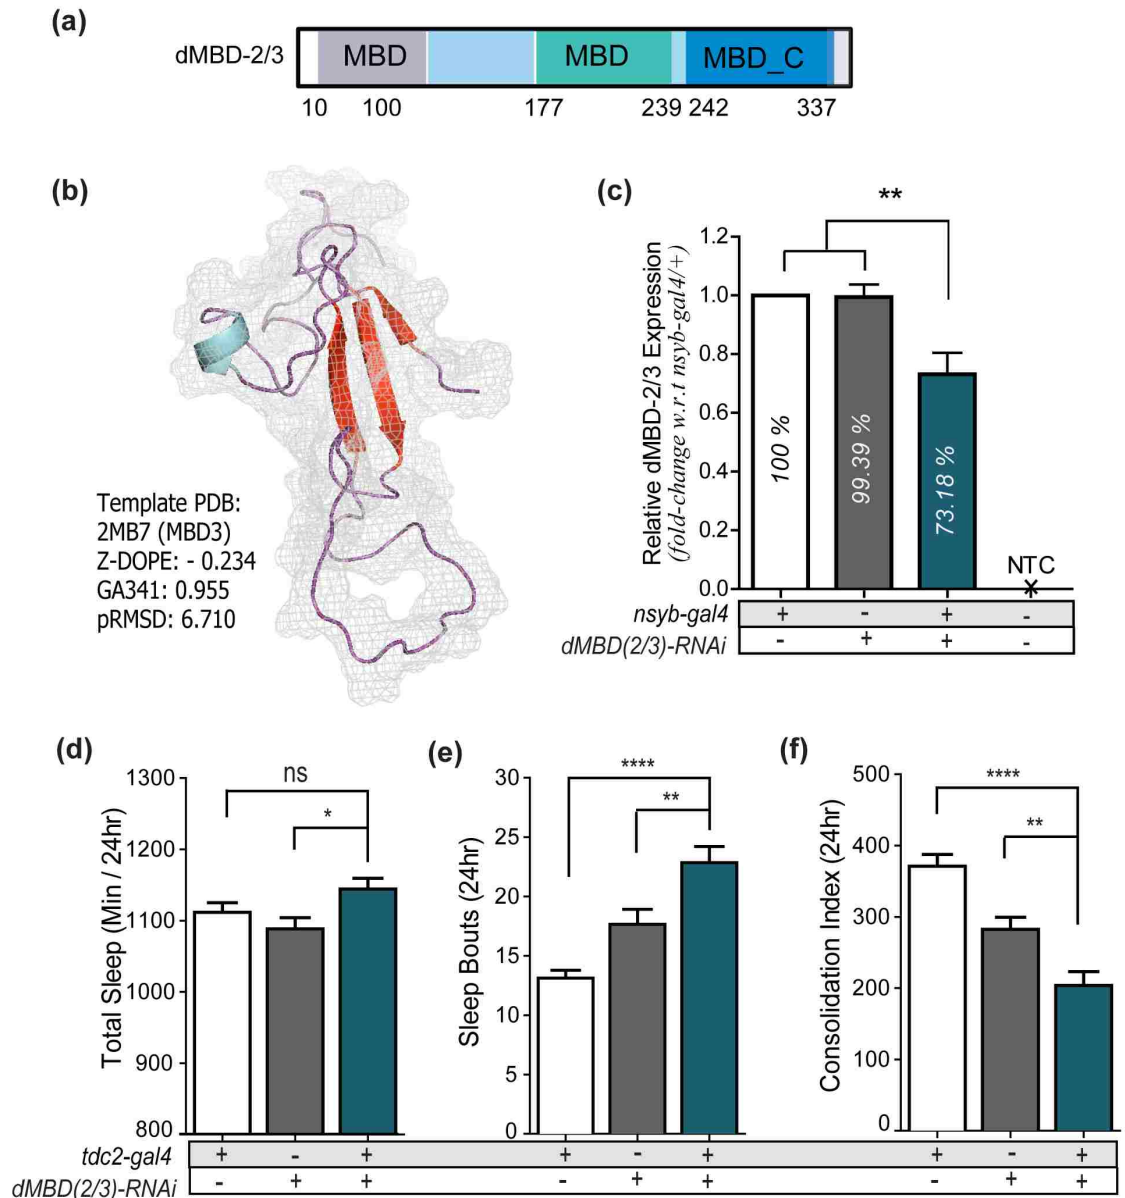 (a)
dMBD-2/3
MBD
MBD
MBD_C
10 100 177 239 242 337
(b)
Template PDB:
2MB7 (MBD3)
Z-DOPE: - 0.234
GA341: 0.955
pRMSD: 6.710
(c)
**
Relative dMBD-2/3 Expression
(fold-change w.r.t nsyb-gal4/+)
1.2
1.0
0.8
0.6
0.4
0.2
0.0
100 %
99.39 %
73.18 %
NTC
x
nsyb-gal4 + - + -
dMBD(2/3)-RNAi - + + -
(d)
Total Sleep (Min / 24hr)
1300
1200
1100
1000
900
800
ns
*
(e)
Sleep Bouts (24hr)
30
25
20
15
10
5
0
****
**
(f)
Consolidation Index (24hr)
500
400
300
200
100
0
****
**
tdc2-gal4 + - + + - + + - +
dMBD(2/3)-RNAi - + + - + + - + +